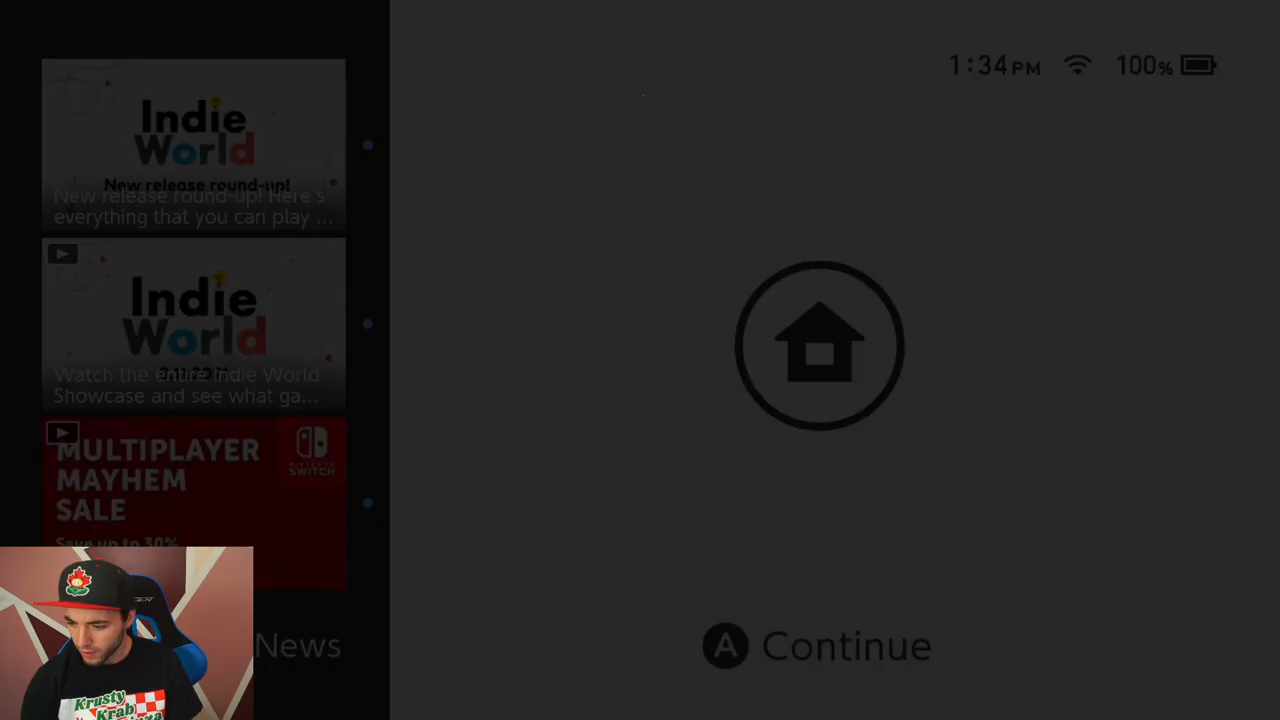 1:34 PM 100%
Indie
World
New release round-up!
New release round-up! Here's
everything that you can play ...
Indie
World
Watch the entire Indie World
Showcase and see what ga...
MULTIPLAYER
MAYHEM
SALE
Save up to 30%
NINTENDO
SWITCH
News
A Continue
Krusty
Krab